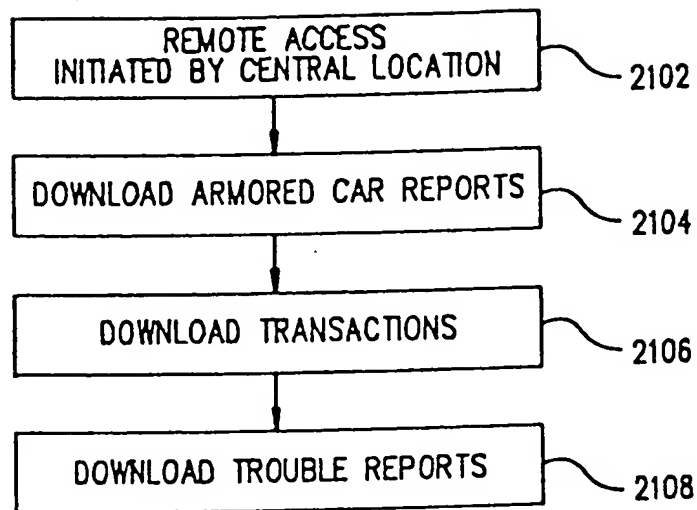 REMOTE ACCESS
INITIATED BY CENTRAL LOCATION
2102
DOWNLOAD ARMORED CAR REPORTS
2104
DOWNLOAD TRANSACTIONS
2106
DOWNLOAD TROUBLE REPORTS
2108